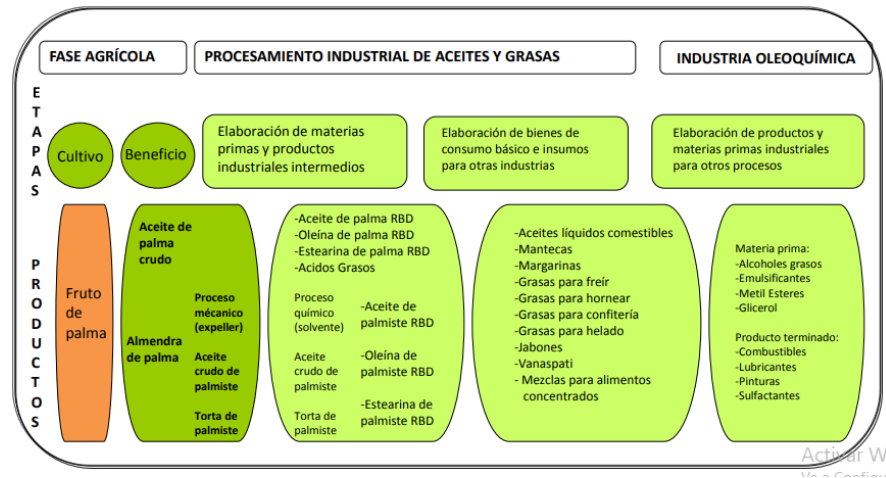 FASE AGRÍCOLA
PROCESAMIENTO INDUSTRIAL DE ACEITES Y GRASAS
INDUSTRIA OLEOQUÍMICA
E
T
A
P
A
S
Cultivo
Beneficio
Elaboración de materias
primas y productos
industriales intermedios
Elaboración de bienes de
consumo básico e insumos
para otras industrias
Elaboración de productos y
materias primas industriales
para otros procesos
P
R
O
D
U
C
T
O
S
Fruto
de
palma
Aceite de
palma
crudo
Almendra
de palma
Proceso
mécanico
(expeller)
Aceite
crudo de
palmiste
Torta de
palmiste
-Aceite de palma RBD
-Oleína de palma RBD
-Estearina de palma RBD
-Acidos Grasos
Proceso
químico
(solvente)
Aceite
crudo de
palmiste
Torta de
palmiste
-Aceite de
palmiste RBD
-Oleína de
palmiste RBD
-Estearina de
palmiste RBD
-Aceites líquidos comestibles
-Mantecas
-Margarinas
-Grasas para freír
-Grasas para hornear
-Grasas para confitería
-Grasas para helado
-Jabones
-Vanaspati
- Mezclas para alimentos
concentrados
Materia prima:
-Alcoholes grasos
-Emulsificantes
-Metil Esteres
-Glicerol
Producto terminado:
-Combustibles
-Lubricantes
-Pinturas
-Sulfactantes
Activar W